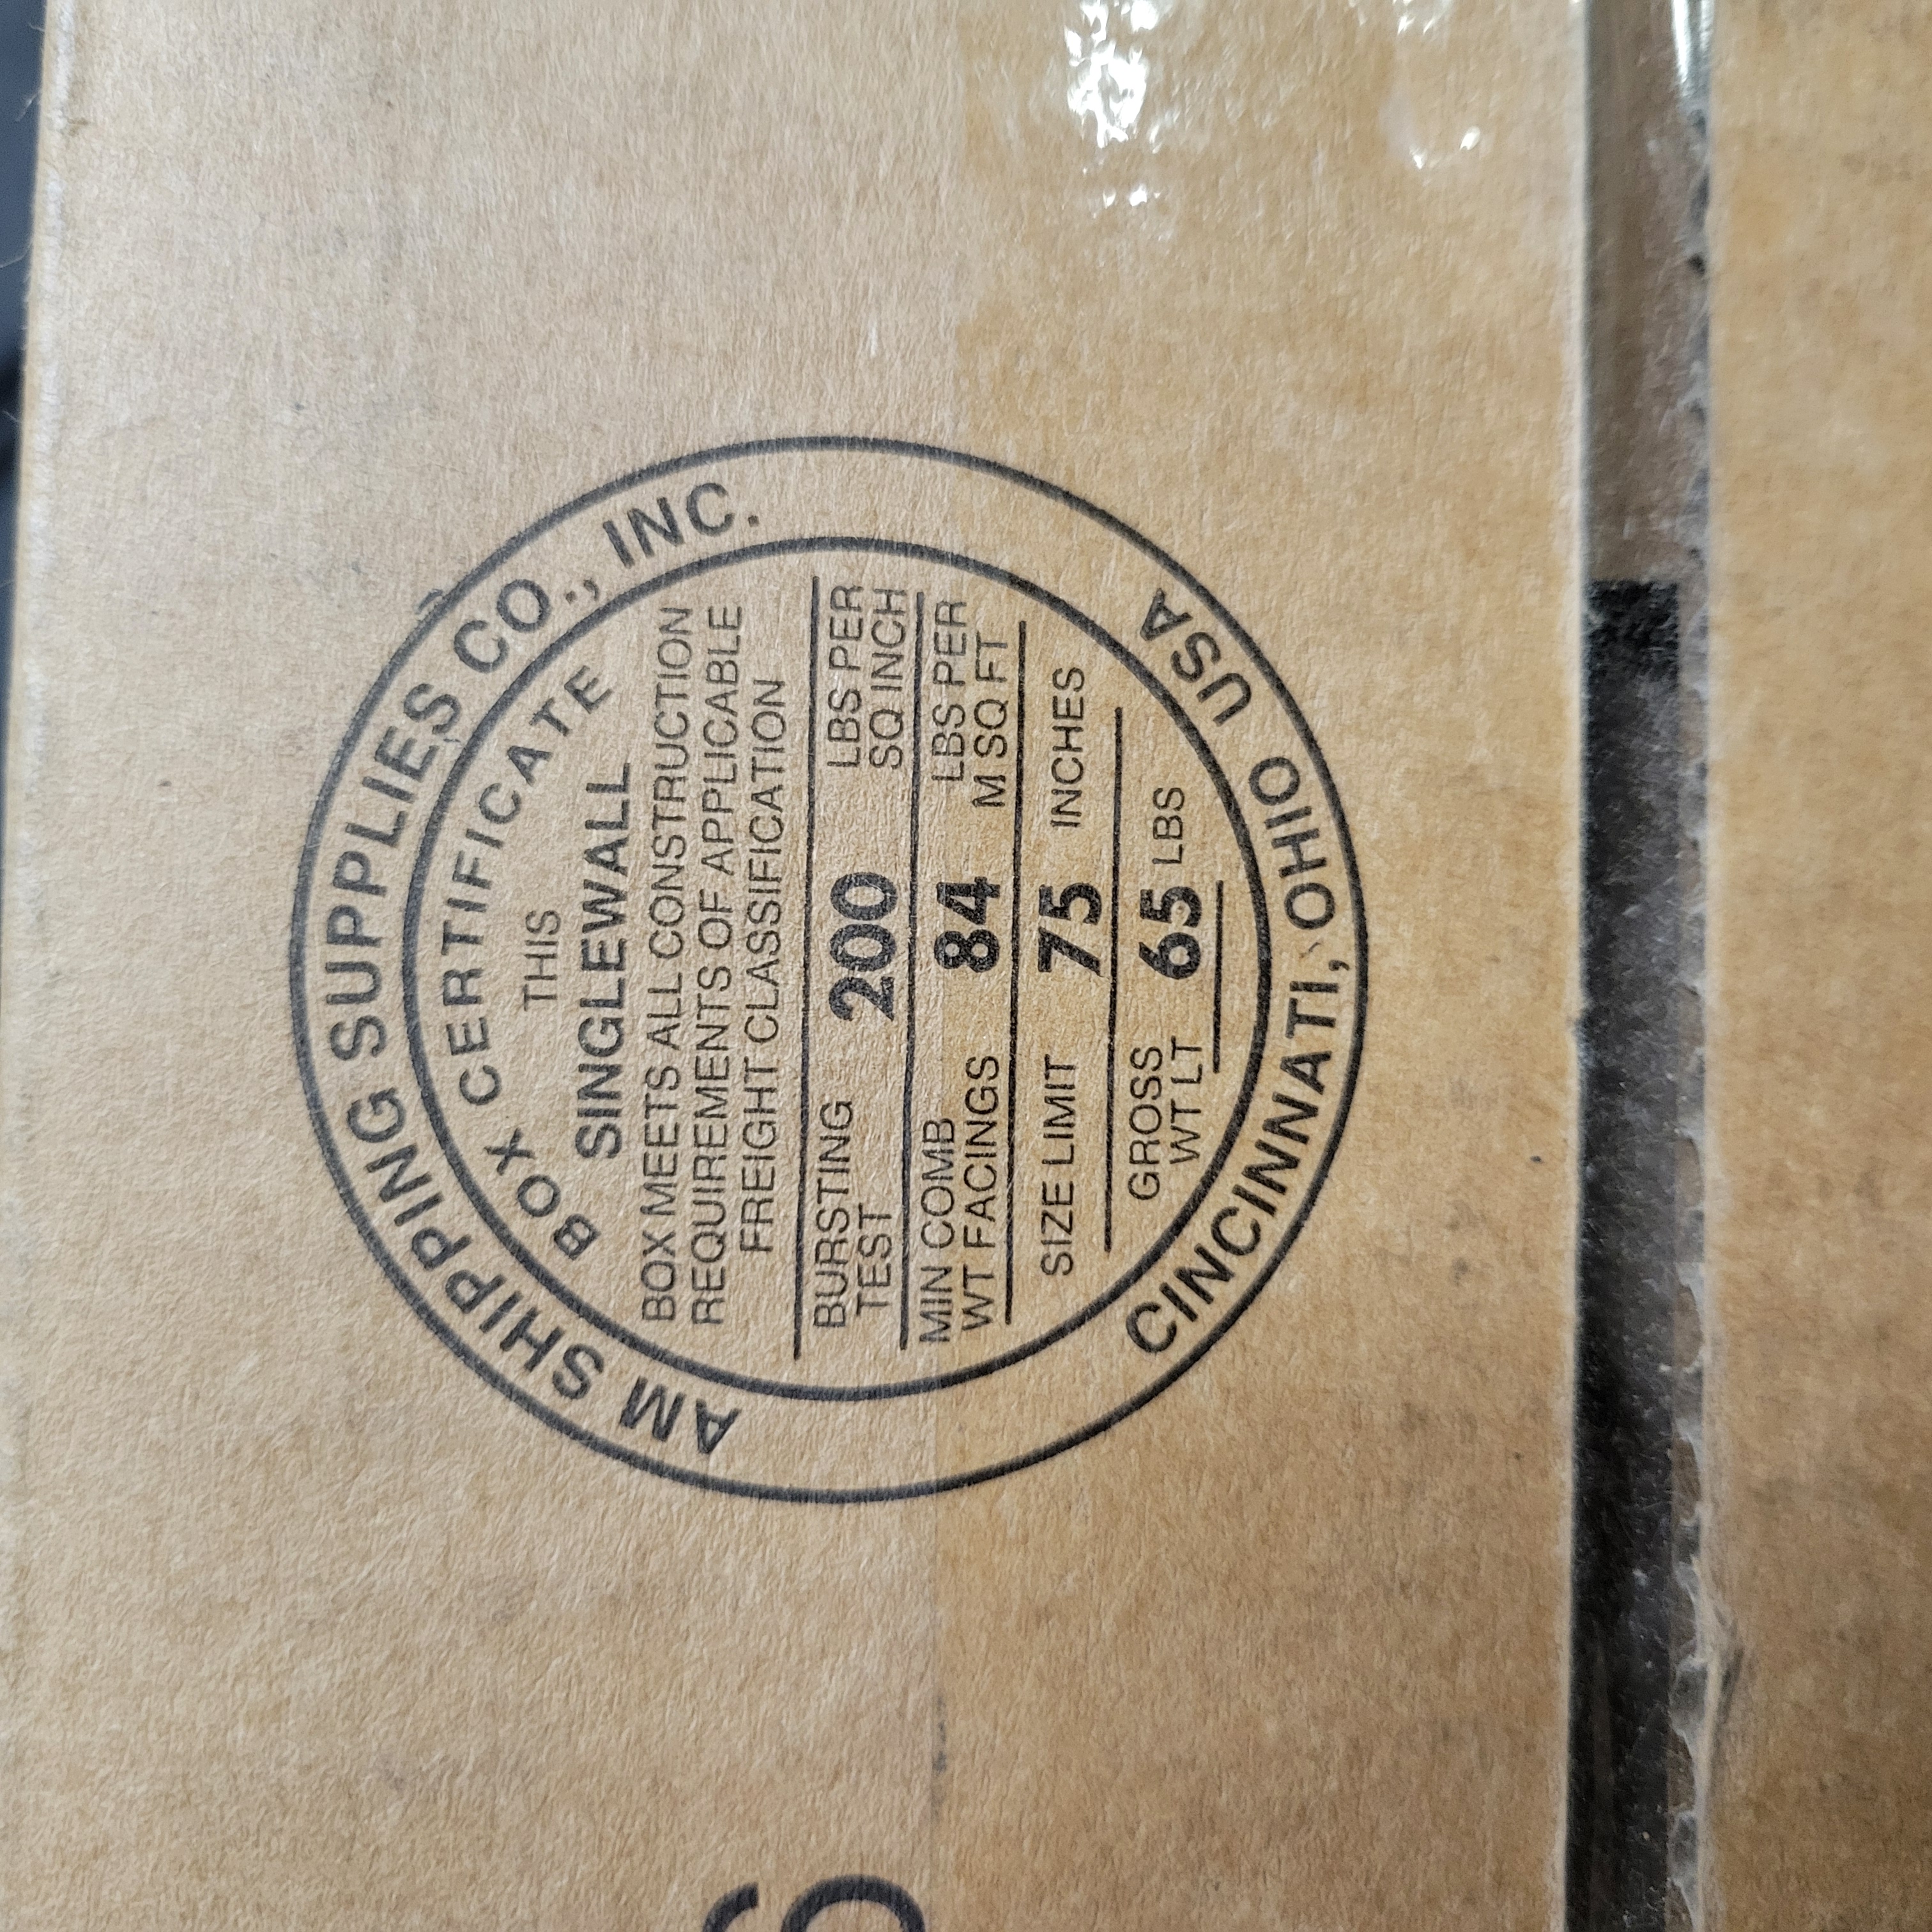 AM SHIPPING SUPPLIES CO., INC.
BOX CERTIFICATE
THIS
SINGLEWALL
BOX MEETS ALL CONSTRUCTION
REQUIREMENTS OF APPLICABLE
FREIGHT CLASSIFICATION
BURSTING TEST 200 LBS PER SQ INCH
MIN COMB WT FACINGS 84 LBS PER M SQ FT
SIZE LIMIT 75 INCHES
GROSS WT LT 65 LBS
CINCINNATI, OHIO USA